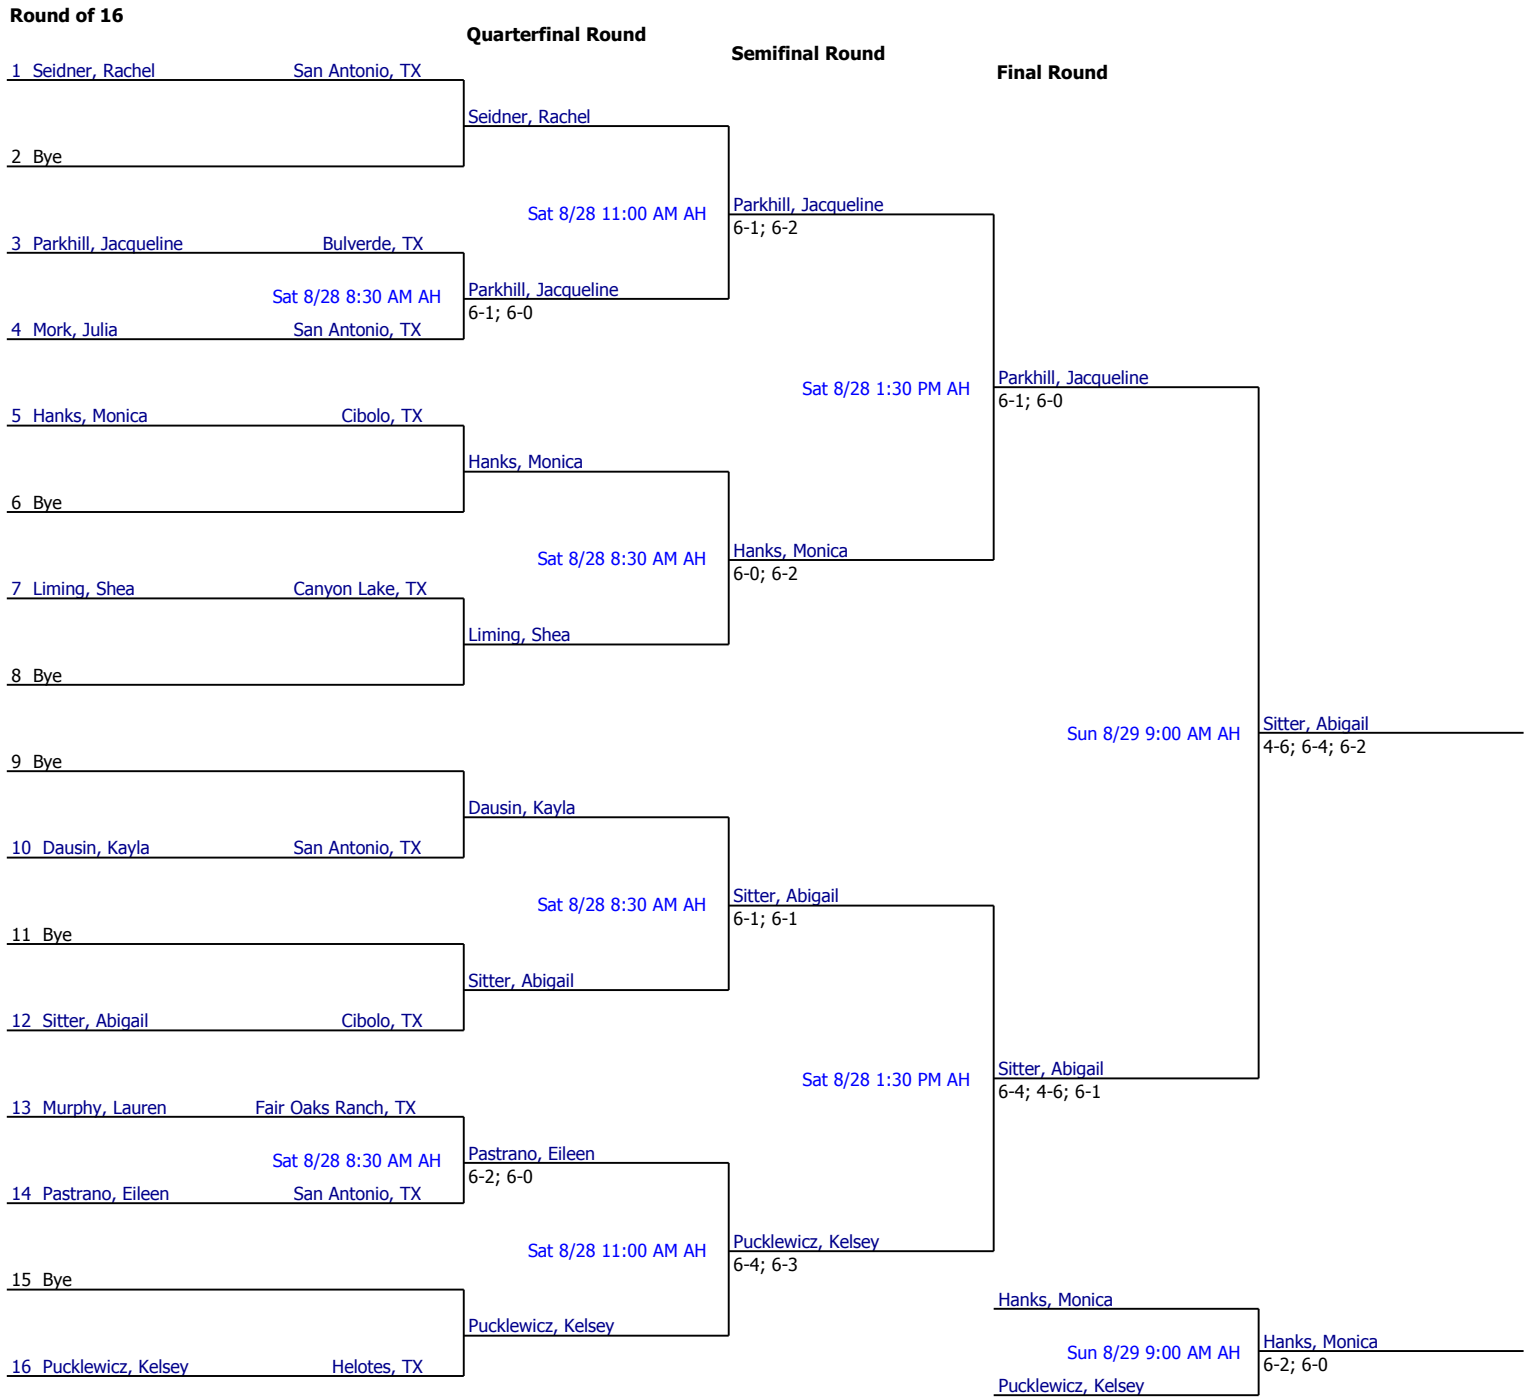 Round of 16
Quarterfinal Round
Semifinal Round
Final Round
1 Seidner, Rachel San Antonio, TX
Seidner, Rachel
2 Bye
Sat 8/28 11:00 AM AH
Parkhill, Jacqueline
6-1; 6-2
3 Parkhill, Jacqueline Bulverde, TX
Sat 8/28 8:30 AM AH
Parkhill, Jacqueline
6-1; 6-0
4 Mork, Julia San Antonio, TX
Sat 8/28 1:30 PM AH
Parkhill, Jacqueline
6-1; 6-0
5 Hanks, Monica Cibolo, TX
Hanks, Monica
6 Bye
Sat 8/28 8:30 AM AH
Hanks, Monica
6-0; 6-2
7 Liming, Shea Canyon Lake, TX
Liming, Shea
8 Bye
Sun 8/29 9:00 AM AH
Sitter, Abigail
4-6; 6-4; 6-2
9 Bye
Dausin, Kayla
10 Dausin, Kayla San Antonio, TX
Sat 8/28 8:30 AM AH
Sitter, Abigail
6-1; 6-1
11 Bye
Sitter, Abigail
12 Sitter, Abigail Cibolo, TX
Sat 8/28 1:30 PM AH
Sitter, Abigail
6-4; 4-6; 6-1
13 Murphy, Lauren Fair Oaks Ranch, TX
Sat 8/28 8:30 AM AH
Pastrano, Eileen
6-2; 6-0
14 Pastrano, Eileen San Antonio, TX
Sat 8/28 11:00 AM AH
Pucklewicz, Kelsey
6-4; 6-3
15 Bye
Pucklewicz, Kelsey
16 Pucklewicz, Kelsey Helotes, TX
Hanks, Monica
Sun 8/29 9:00 AM AH
Hanks, Monica
6-2; 6-0
Pucklewicz, Kelsey